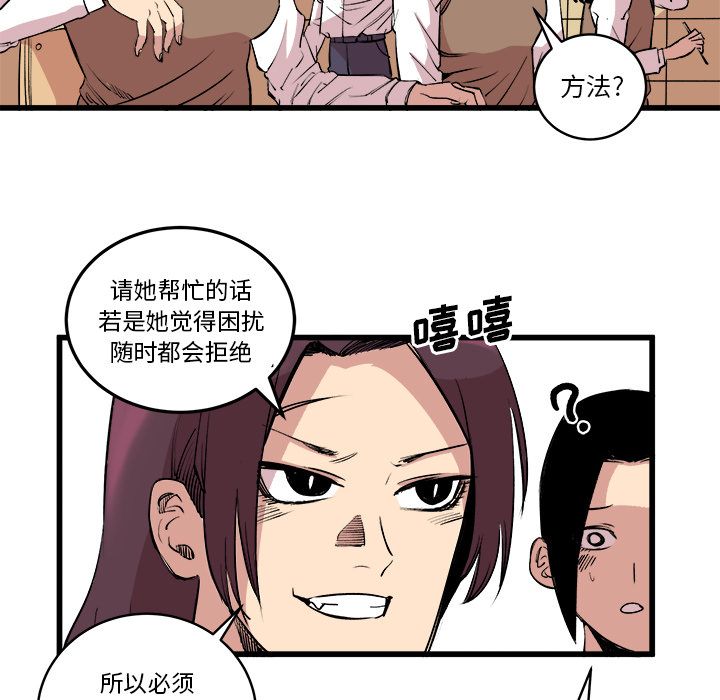 方法?
请她帮忙的话
若是她觉得困扰
随时都会拒绝
嘻嘻
?
所以必须